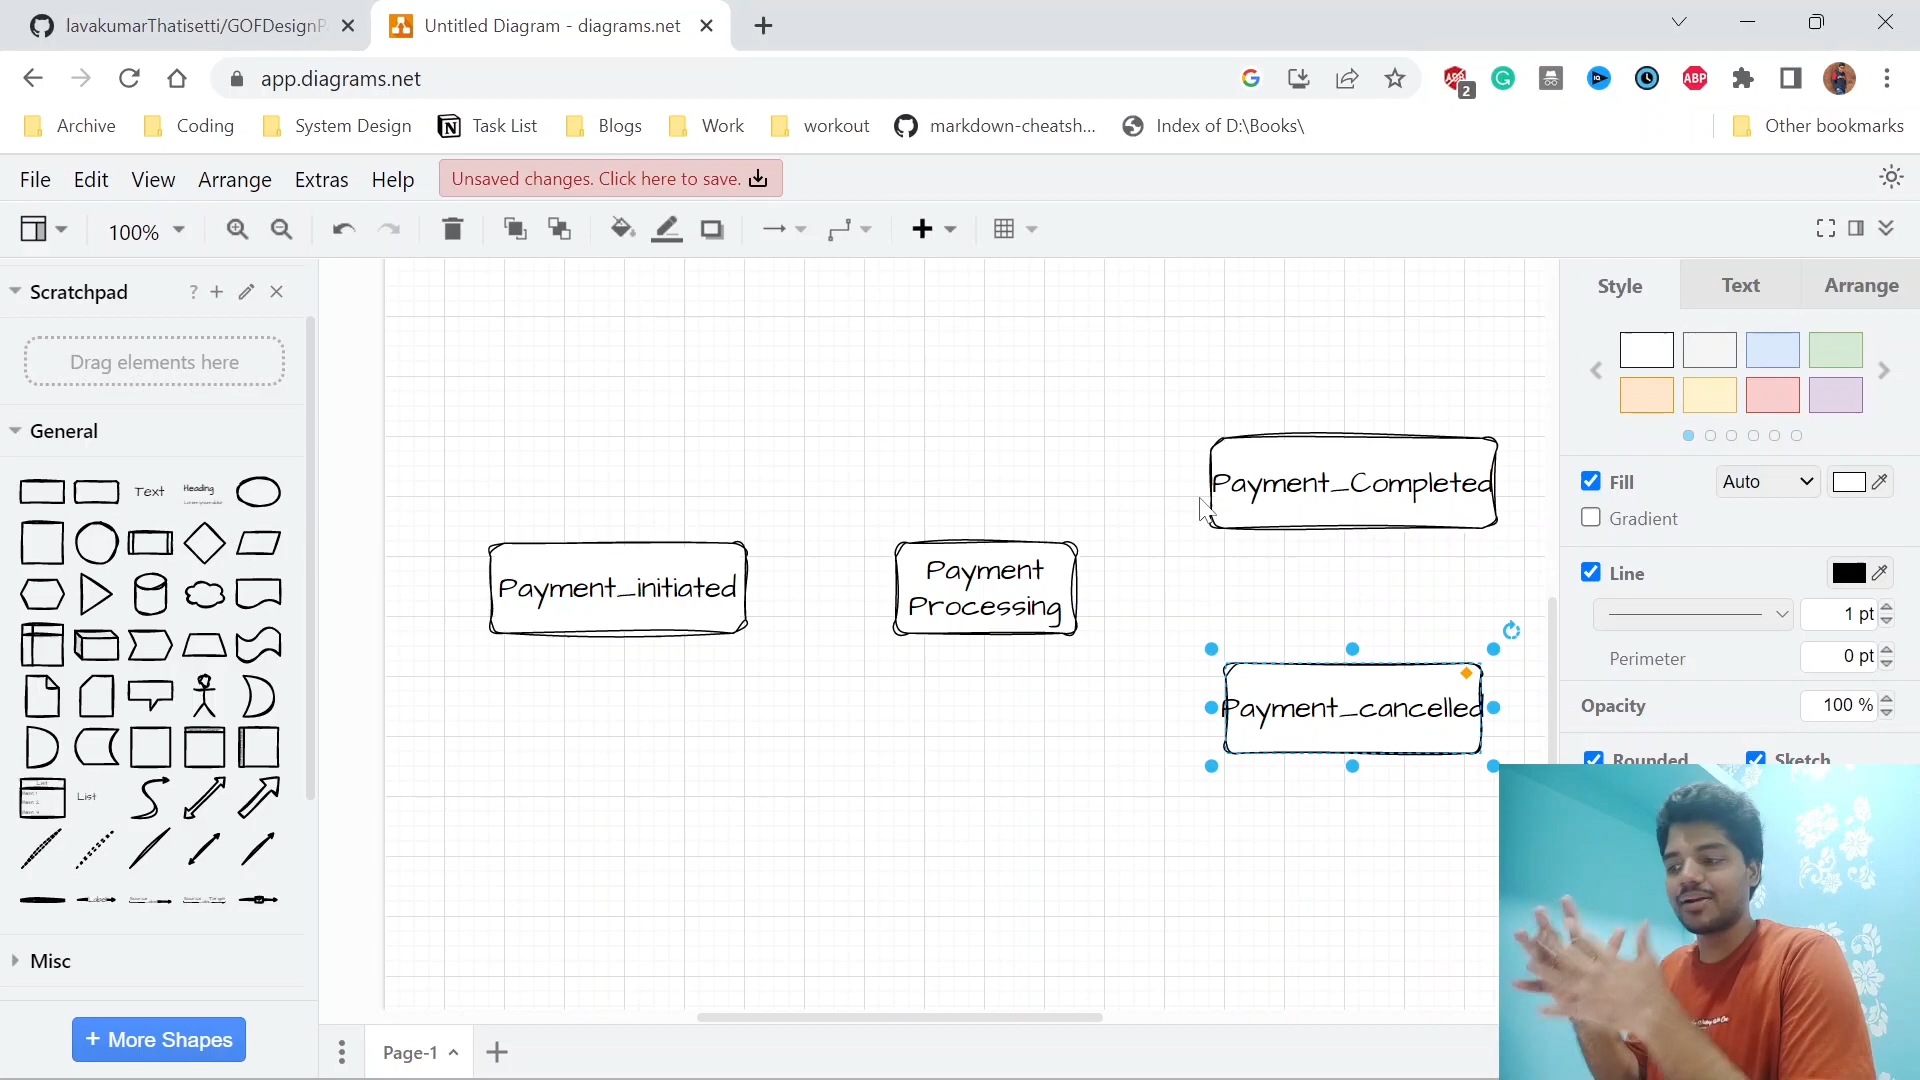 lavakumarThatisetti/GOFDesignP
Untitled Diagram - diagrams.net
app.diagrams.net
2
ABP
Archive
Coding
System Design
Task List
Blogs
Work
workout
markdown-cheatsh...
Index of D:\Books\
Other bookmarks
File
Edit
View
Arrange
Extras
Help
Unsaved changes. Click here to save.
100%
Scratchpad
?
Drag elements here
General
Text
Heading
List
Label
Misc
+ More Shapes
Payment_initiated
Payment
Processing
Payment_Completed
Payment_cancelled
Page-1
Style
Text
Arrange
Fill
Auto
Gradient
Line
1 pt
Perimeter
0 pt
Opacity
100 %
Rounded
Sketch